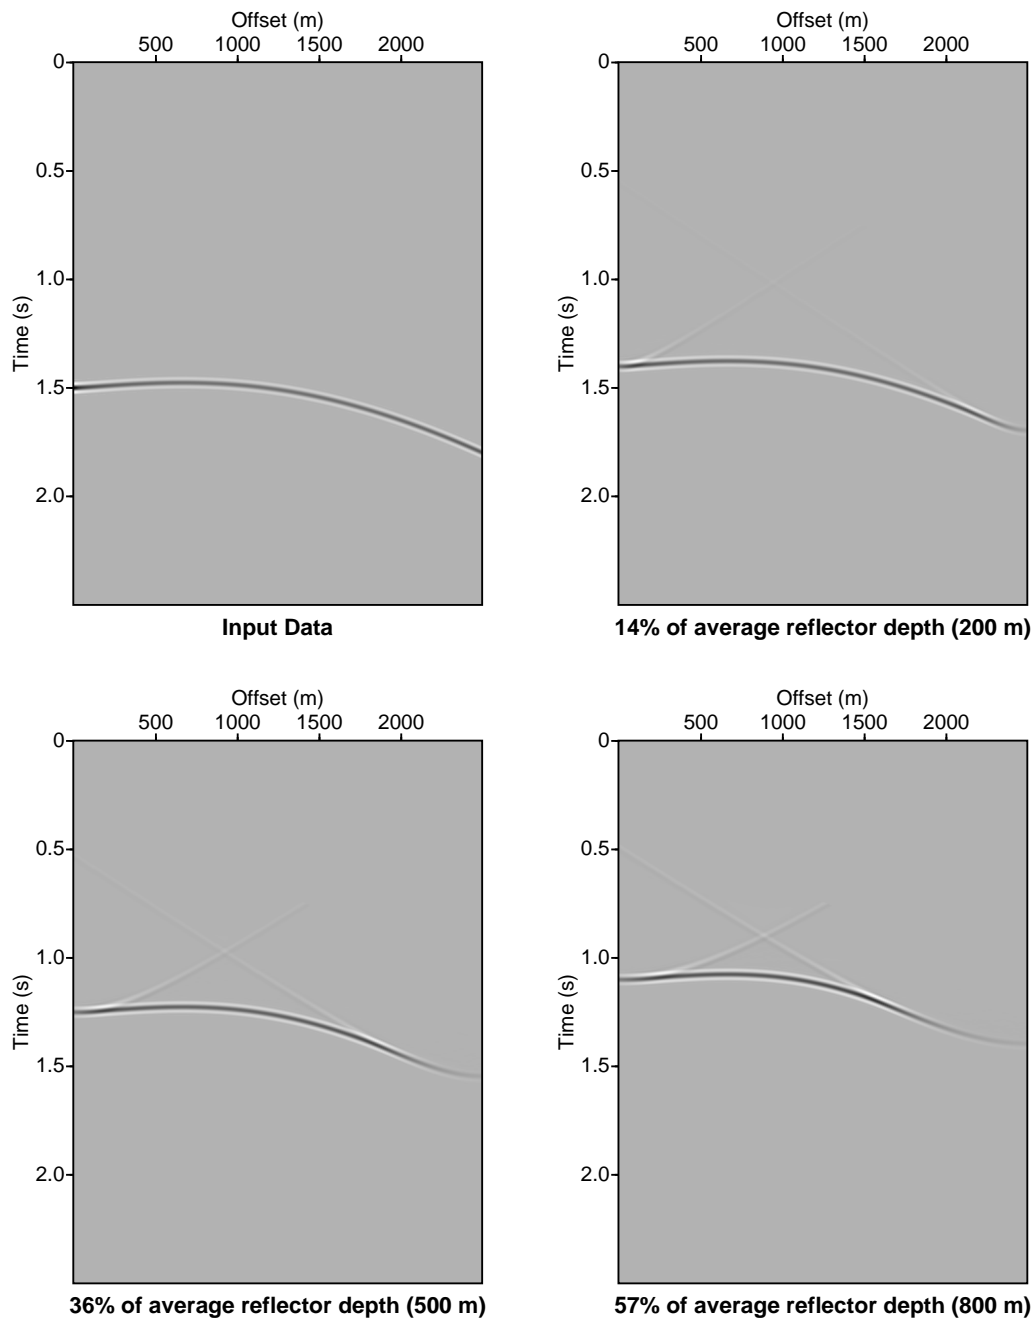 Offset (m)
500 1000 1500 2000
0
0.5
1.0
1.5
2.0
Time (s)
Input Data
Offset (m)
500 1000 1500 2000
0
0.5
1.0
1.5
2.0
Time (s)
14% of average reflector depth (200 m)
Offset (m)
500 1000 1500 2000
0
0.5
1.0
1.5
2.0
Time (s)
36% of average reflector depth (500 m)
Offset (m)
500 1000 1500 2000
0
0.5
1.0
1.5
2.0
Time (s)
57% of average reflector depth (800 m)